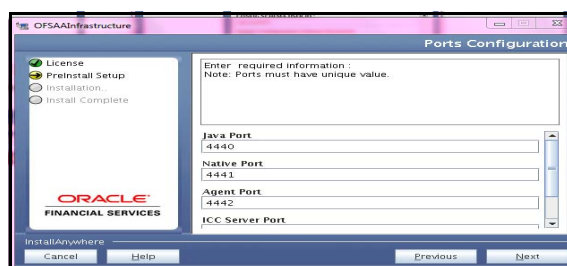 OFSAAInfrastructure
Ports Configuration
License
PreInstall Setup
Installation..
Install Complete
Enter required information :
Note: Ports must have unique value.
Java Port
4440
Native Port
4441
Agent Port
4442
ICC Server Port
ORACLE
FINANCIAL SERVICES
InstallAnywhere
Cancel
Help
Previous
Next